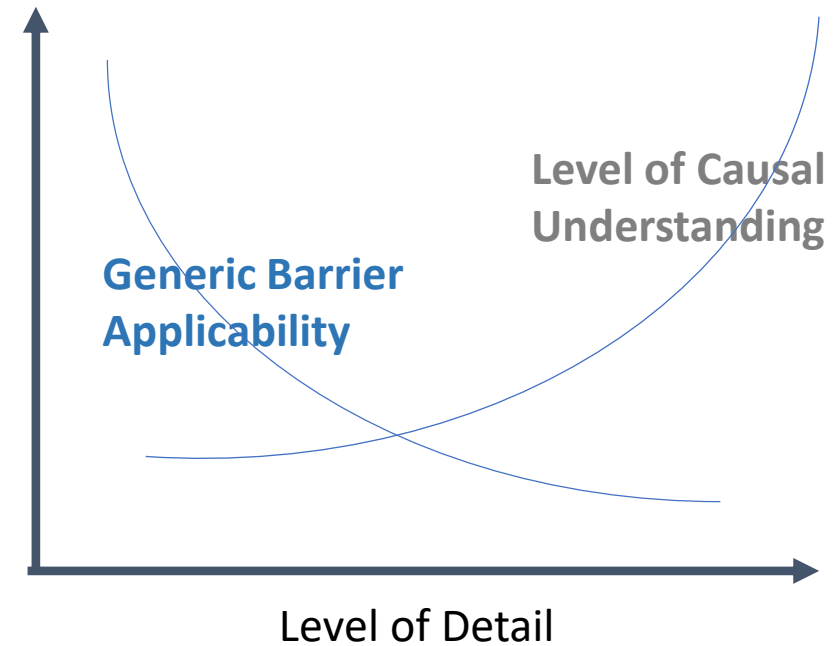 Level of Causal
Understanding
Generic Barrier
Applicability
Level of Detail